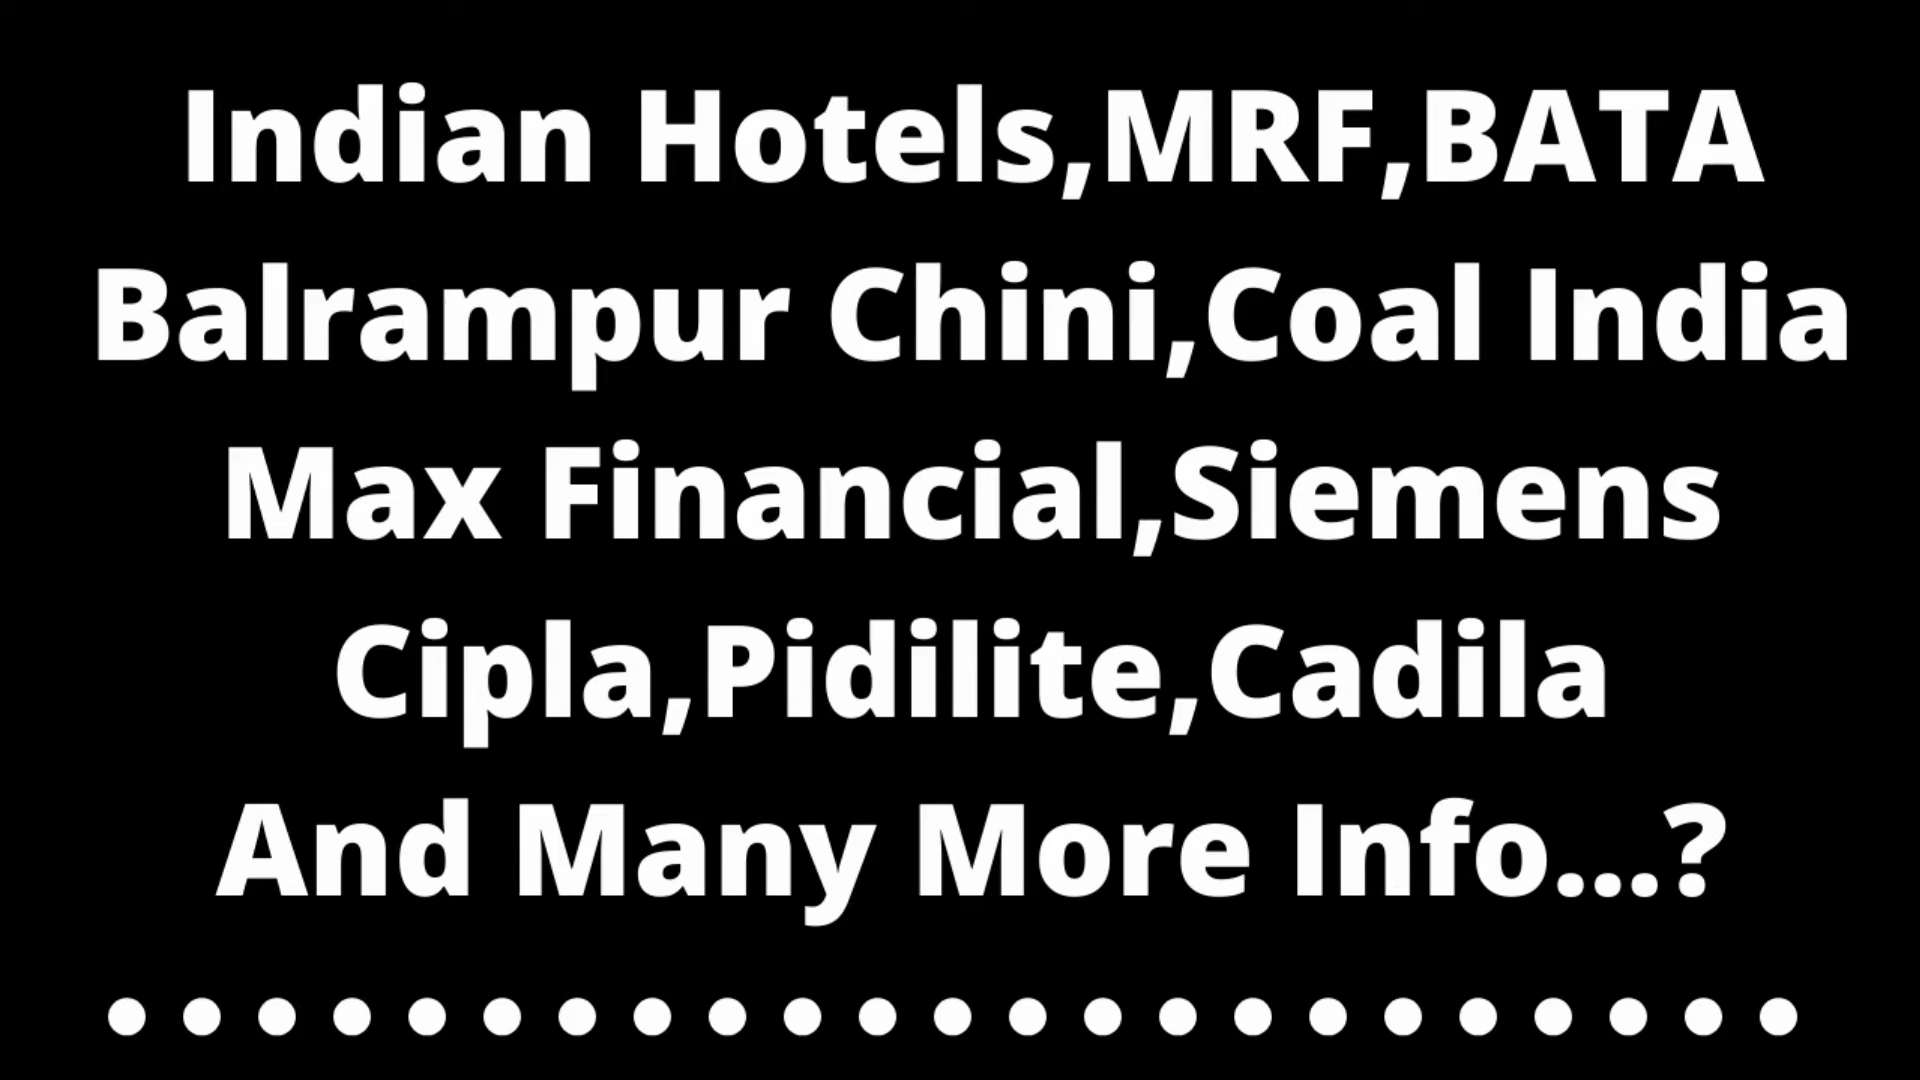 Indian Hotels,MRF,BATA
Balrampur Chini,Coal India
Max Financial,Siemens
Cipla,Pidilite,Cadila
And Many More Info...?